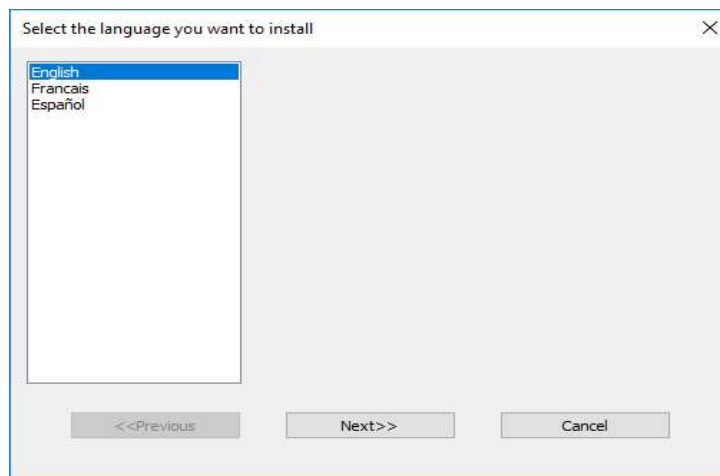 Select the language you want to install
English
Francais
Español
<<Previous
Next>>
Cancel